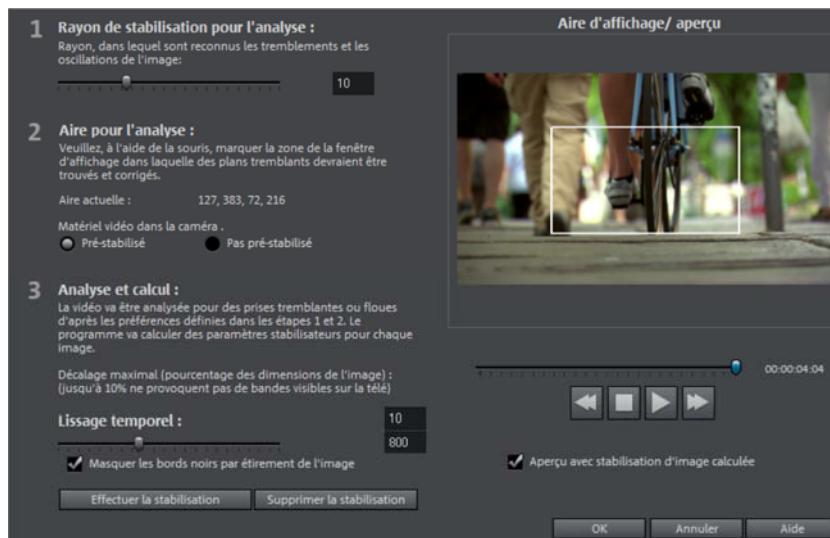 1 Rayon de stabilisation pour l'analyse :
Rayon, dans lequel sont reconnus les tremblements et les
oscillations de l'image:
10
2 Aire pour l'analyse :
Veuillez, à l'aide de la souris, marquer la zone de la fenêtre
d'affichage dans laquelle des plans tremblants devraient être
trouvés et corrigés.
Aire actuelle : 127, 383, 72, 216
Matériel vidéo dans la caméra .
Pré-stabilisé Pas pré-stabilisé
3 Analyse et calcul :
La vidéo va être analysée pour des prises tremblantes ou floues
d'après les préférences définies dans les étapes 1 et 2. Le
programme va calculer des paramètres stabilisateurs pour chaque
image.
Décalage maximal (pourcentage des dimensions de l'image) :
(jusqu'à 10% ne provoquent pas de bandes visibles sur la télé)
10
Lissage temporel :
800
Masquer les bords noirs par étirement de l'image
Effectuer la stabilisation Supprimer la stabilisation
Aire d'affichage/ aperçu
00:00:04:04
Aperçu avec stabilisation d'image calculée
OK Annuler Aide